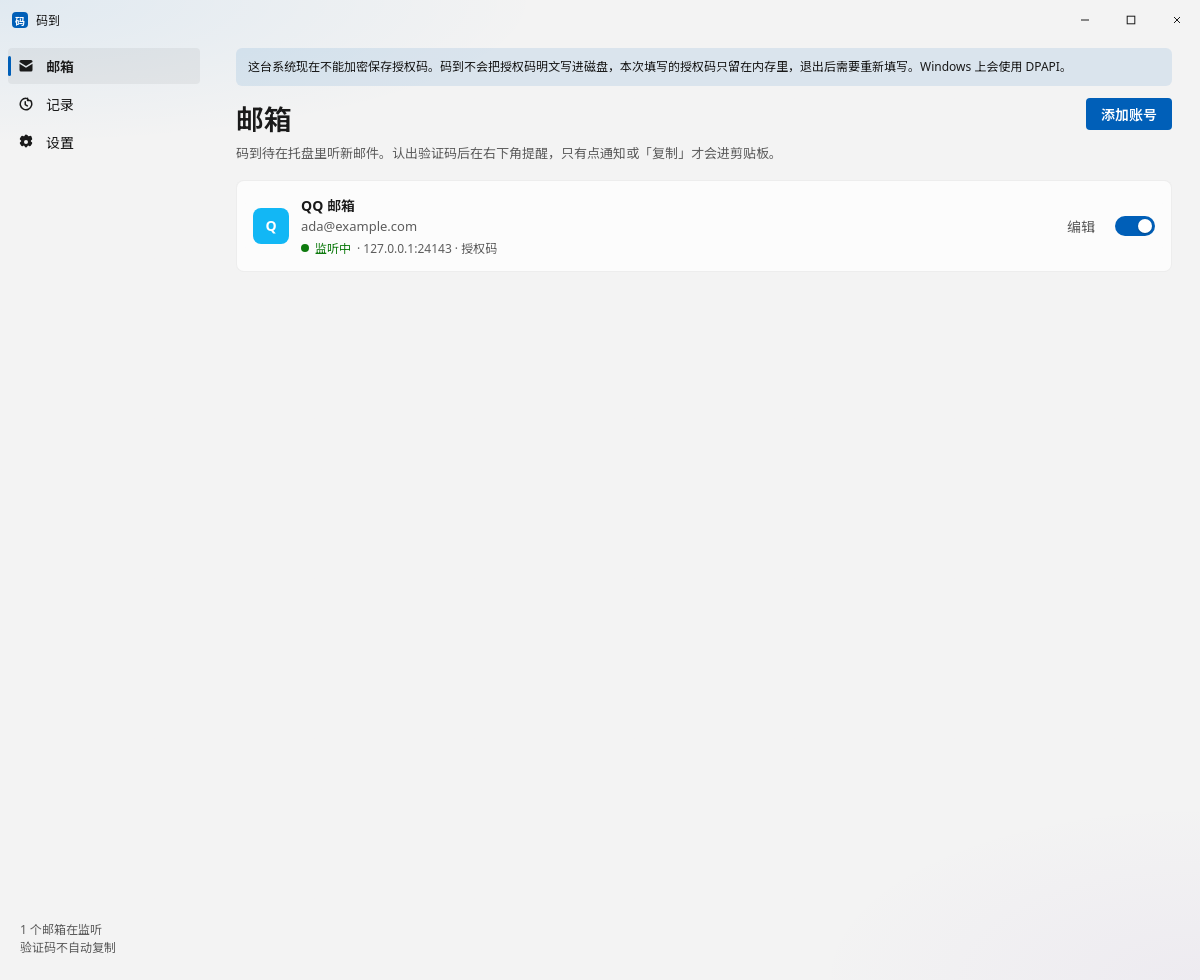 码 码到
邮箱
记录
设置
这台系统现在不能加密保存授权码。码到不会把授权码明文写进磁盘，本次填写的授权码只留在内存里，退出后需要重新填写。Windows 上会使用 DPAPI。
邮箱
添加账号
码到待在托盘里听新邮件。认出验证码后在右下角提醒，只有点通知或「复制」才会进剪贴板。
Q
QQ 邮箱
ada@example.com
监听中 · 127.0.0.1:24143 · 授权码
编辑
1 个邮箱在监听
验证码不自动复制